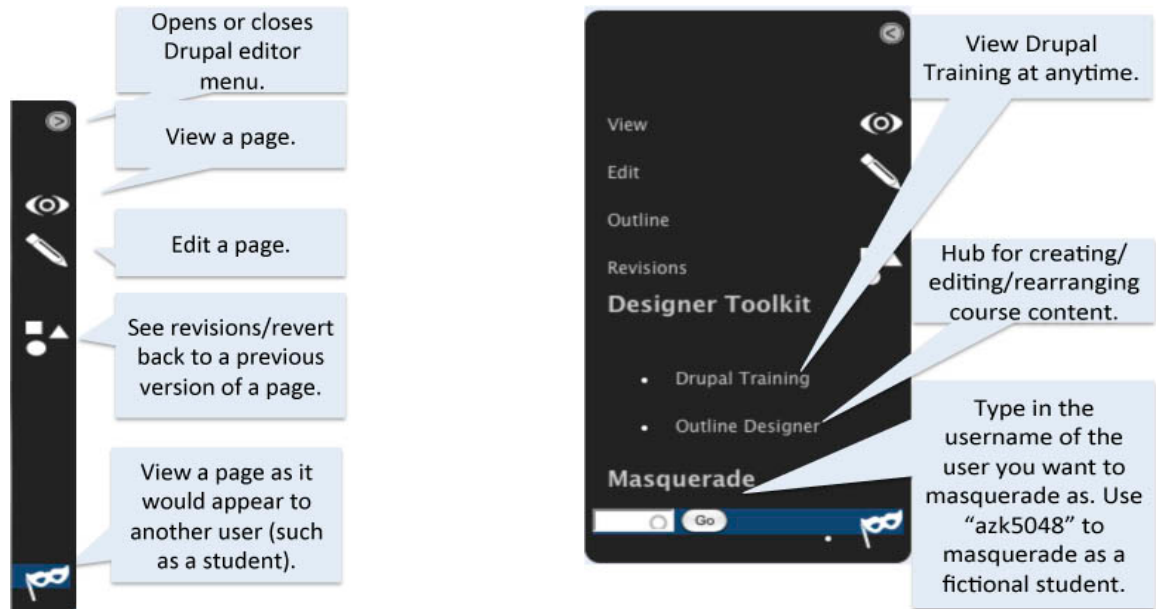 Opens or closes
Drupal editor
menu.
View a page.
Edit a page.
See revisions/revert
back to a previous
version of a page.
View a page as it
would appear to
another user (such
as a student).
View
Edit
Outline
Revisions
Designer Toolkit
• Drupal Training
• Outline Designer
Masquerade
Go
View Drupal
Training at anytime.
Hub for creating/
editing/rearranging
course content.
Type in the
username of the
user you want to
masquerade as. Use
“azk5048” to
masquerade as a
fictional student.